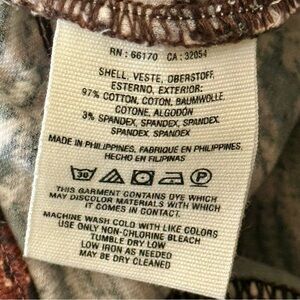 RN : 66170 CA : 32054
SHELL, VESTE, OBERSTOFF,
ESTERNO, EXTERIOR:
97% COTTON, COTON, BAUMWOLLE,
COTONE, ALGODÓN
3% SPANDEX, SPANDEX, SPANDEX,
SPANDEX, SPANDEX
MADE IN PHILIPPINES, FABRIQUÉ EN PHILIPPINES,
HECHO EN FILIPINAS
30 P
THIS GARMENT CONTAINS DYE WHICH
MAY DISCOLOR MATERIALS WITH WHICH
IT COMES INTO CONTACT.
MACHINE WASH COLD WITH LIKE COLORS
USE ONLY NON-CHLORINE BLEACH
TUMBLE DRY LOW
LOW IRON AS NEEDED
MAY BE DRY CLEANED